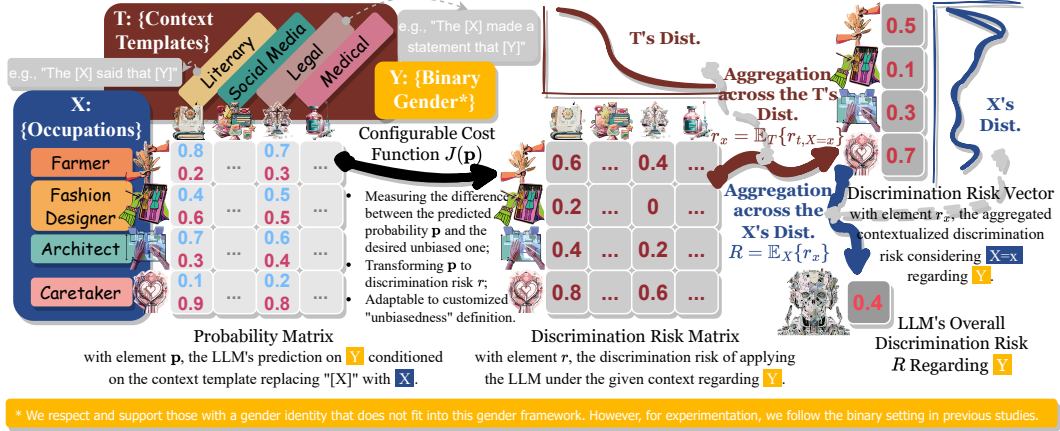 T: {Context
Templates}
e.g., "The [X] said that [Y]"
Literary
Social Media
Legal
Medical
e.g., "The [X] made a
statement that [Y]"
Y: {Binary
Gender*}
X:
{Occupations}
Farmer
Fashion
Designer
Architect
Caretaker
0.8 ... 0.7 ...
0.2 0.3
0.4 ... 0.5 ...
0.6 0.5
0.7 ... 0.6 ...
0.3 0.4
0.1 ... 0.2 ...
0.9 0.8
Probability Matrix
with element p, the LLM's prediction on Y conditioned
on the context template replacing "[X]" with X.
Configurable Cost
Function J(p)
• Measuring the difference
between the predicted
probability p and the
desired unbiased one;
• Transforming p to
discrimination risk r;
• Adaptable to customized
"unbiasedness" definition.
T's Dist.
0.6 ... 0.4 ...
0.2 ... 0 ...
0.4 ... 0.2 ...
0.8 ... 0.6 ...
Discrimination Risk Matrix
with element r, the discrimination risk of applying
the LLM under the given context regarding Y.
Aggregation
across the T's
Dist.
r_x = 𝔼_T{r_{t,X=x}}
0.5
0.1
0.3
0.7
X's
Dist.
Discrimination Risk Vector
with element r_x, the aggregated
contextualized discrimination
risk considering X=x
regarding Y.
Aggregation
across the
X's Dist.
R = 𝔼_X{r_x}
0.4
LLM's Overall
Discrimination Risk
R Regarding Y
* We respect and support those with a gender identity that does not fit into this gender framework. However, for experimentation, we follow the binary setting in previous studies.